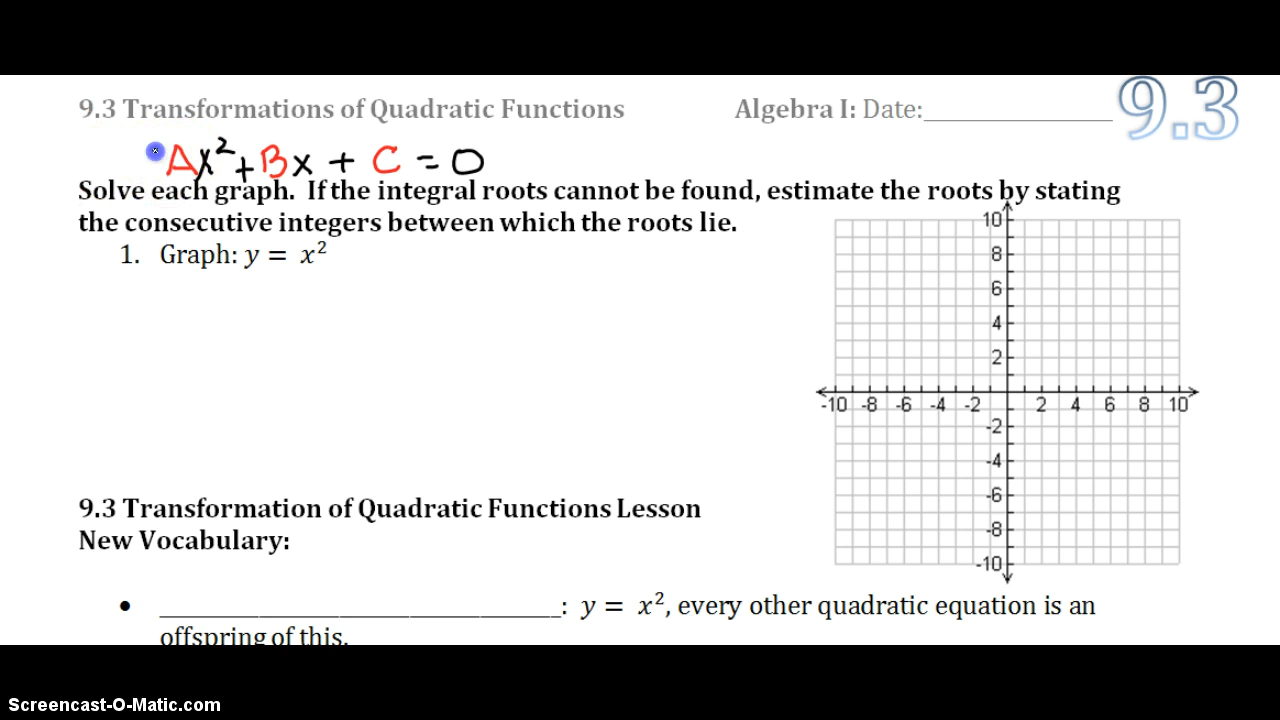 9.3 Transformations of Quadratic Functions Algebra I: Date:_______________ 9.3
Ax² + Bx + C = 0
Solve each graph. If the integral roots cannot be found, estimate the roots by stating
the consecutive integers between which the roots lie.
1. Graph: y = x²
10
8
6
4
2
-10 -8 -6 -4 -2 2 4 6 8 10
-2
-4
-6
-8
-10
9.3 Transformation of Quadratic Functions Lesson
New Vocabulary:
• _____________________________: y = x², every other quadratic equation is an
offspring of this.
Screencast-O-Matic.com